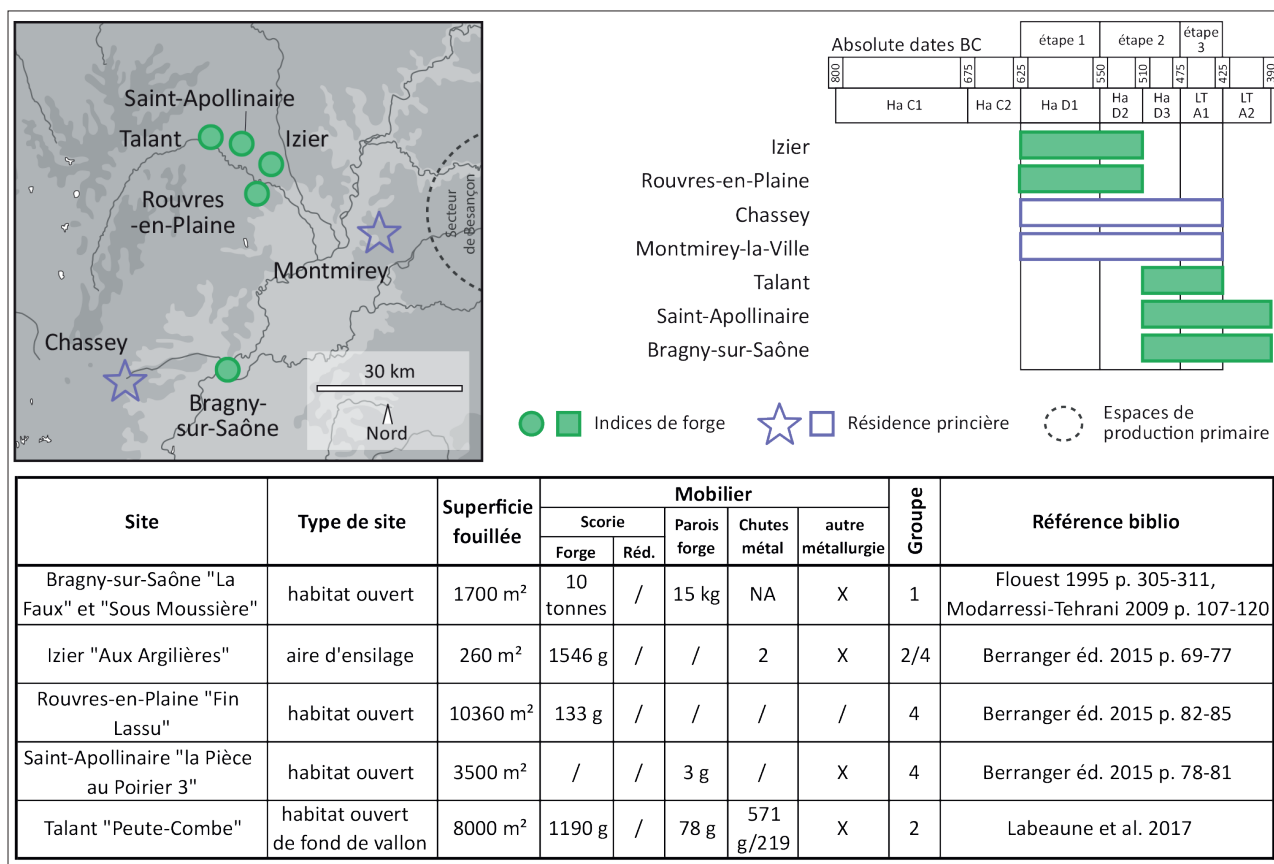 Saint-Apollinaire
Talant
Izier
Rouvres
-en-Plaine
Secteur
de Besançon
Montmirey
Chassey
Bragny-
sur-Saône
30 km
Nord
Absolute dates BC
étape 1
étape 2
étape
3
800
675
625
550
510
475
425
390
Ha C1
Ha C2
Ha D1
Ha
D2
Ha
D3
LT
A1
LT
A2
Izier
Rouvres-en-Plaine
Chassey
Montmirey-la-Ville
Talant
Saint-Apollinaire
Bragny-sur-Saône
Indices de forge
Résidence princière
Espaces de
production primaire
Site
Type de site
Superficie
fouillée
Mobilier
Scorie
Forge
Réd.
Parois
forge
Chutes
métal
autre
métallurgie
Groupe
Référence biblio
Bragny-sur-Saône "La
Faux" et "Sous Moussière"
habitat ouvert
1700 m²
10
tonnes
/
15 kg
NA
X
1
Flouest 1995 p. 305-311,
Modarressi-Tehrani 2009 p. 107-120
Izier "Aux Argilières"
aire d'ensilage
260 m²
1546 g
/
/
2
X
2/4
Berranger éd. 2015 p. 69-77
Rouvres-en-Plaine "Fin
Lassu"
habitat ouvert
10360 m²
133 g
/
/
/
/
4
Berranger éd. 2015 p. 82-85
Saint-Apollinaire "la Pièce
au Poirier 3"
habitat ouvert
3500 m²
/
/
3 g
/
X
4
Berranger éd. 2015 p. 78-81
Talant "Peute-Combe"
habitat ouvert
de fond de vallon
8000 m²
1190 g
/
78 g
571
g/219
X
2
Labeaune et al. 2017